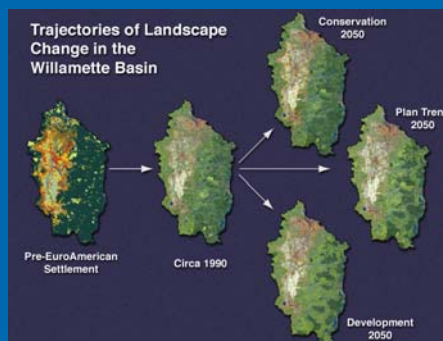 Trajectories of Landscape
Change in the
Willamette Basin
Conservation
2050
Plan Tren
2050
Pre-EuroAmerican
Settlement
Circa 1990
Development
2050